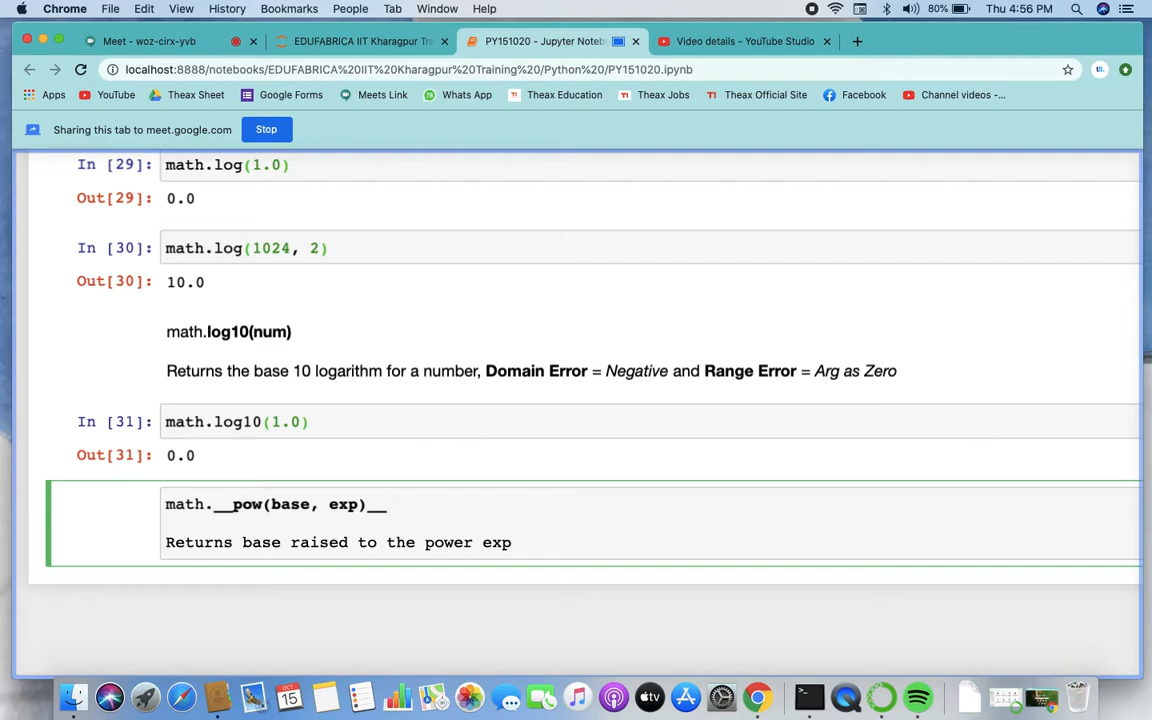 Chrome File Edit View History Bookmarks People Tab Window Help 80% Thu 4:56 PM
Meet - woz-cirx-yvb EDUFABRICA IIT Kharagpur Tra PY151020 - Jupyter Noteb Video details - YouTube Studio
localhost:8888/notebooks/EDUFABRICA%20IIT%20Kharagpur%20Training%20/Python%20/PY151020.ipynb
Apps YouTube Theax Sheet Google Forms Meets Link Whats App Theax Education Theax Jobs Theax Official Site Facebook Channel videos -...
Sharing this tab to meet.google.com Stop
In [29]: math.log(1.0)
Out[29]: 0.0
In [30]: math.log(1024, 2)
Out[30]: 10.0
math.log10(num)
Returns the base 10 logarithm for a number, Domain Error = Negative and Range Error = Arg as Zero
In [31]: math.log10(1.0)
Out[31]: 0.0
math.__pow(base, exp)__
Returns base raised to the power exp
OCT
15
tv